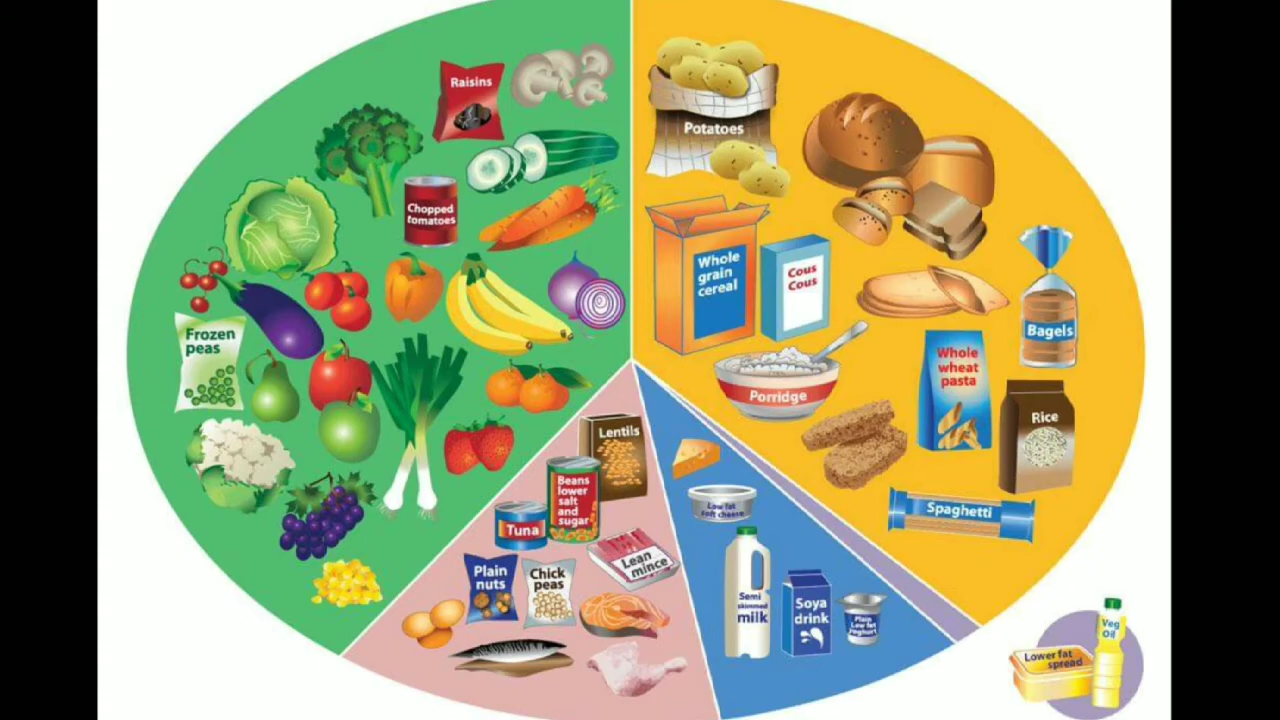 Raisins
Potatoes
Chopped
tomatoes
Whole
grain
cereal
Cous
Cous
Bagels
Frozen
peas
Whole
wheat
pasta
Porridge
Rice
Lentils
Beans
lower
salt
and
sugar
Spaghetti
Tuna
Low fat
soft cheese
Lean
mince
Plain
nuts
Chick
peas
Semi
skimmed
milk
Soya
drink
Plain
Low fat
yoghurt
Veg
Oil
Lower fat
spread